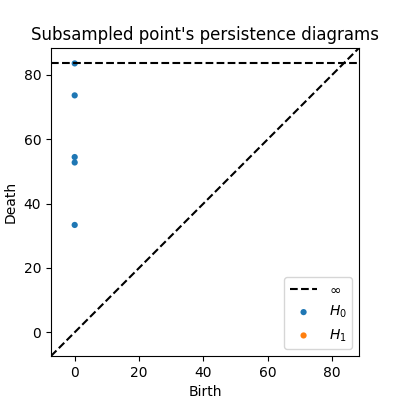 Subsampled point's persistence diagrams
80
60
40
20
0
Death
∞
H₀
H₁
0 20 40 60 80
Birth